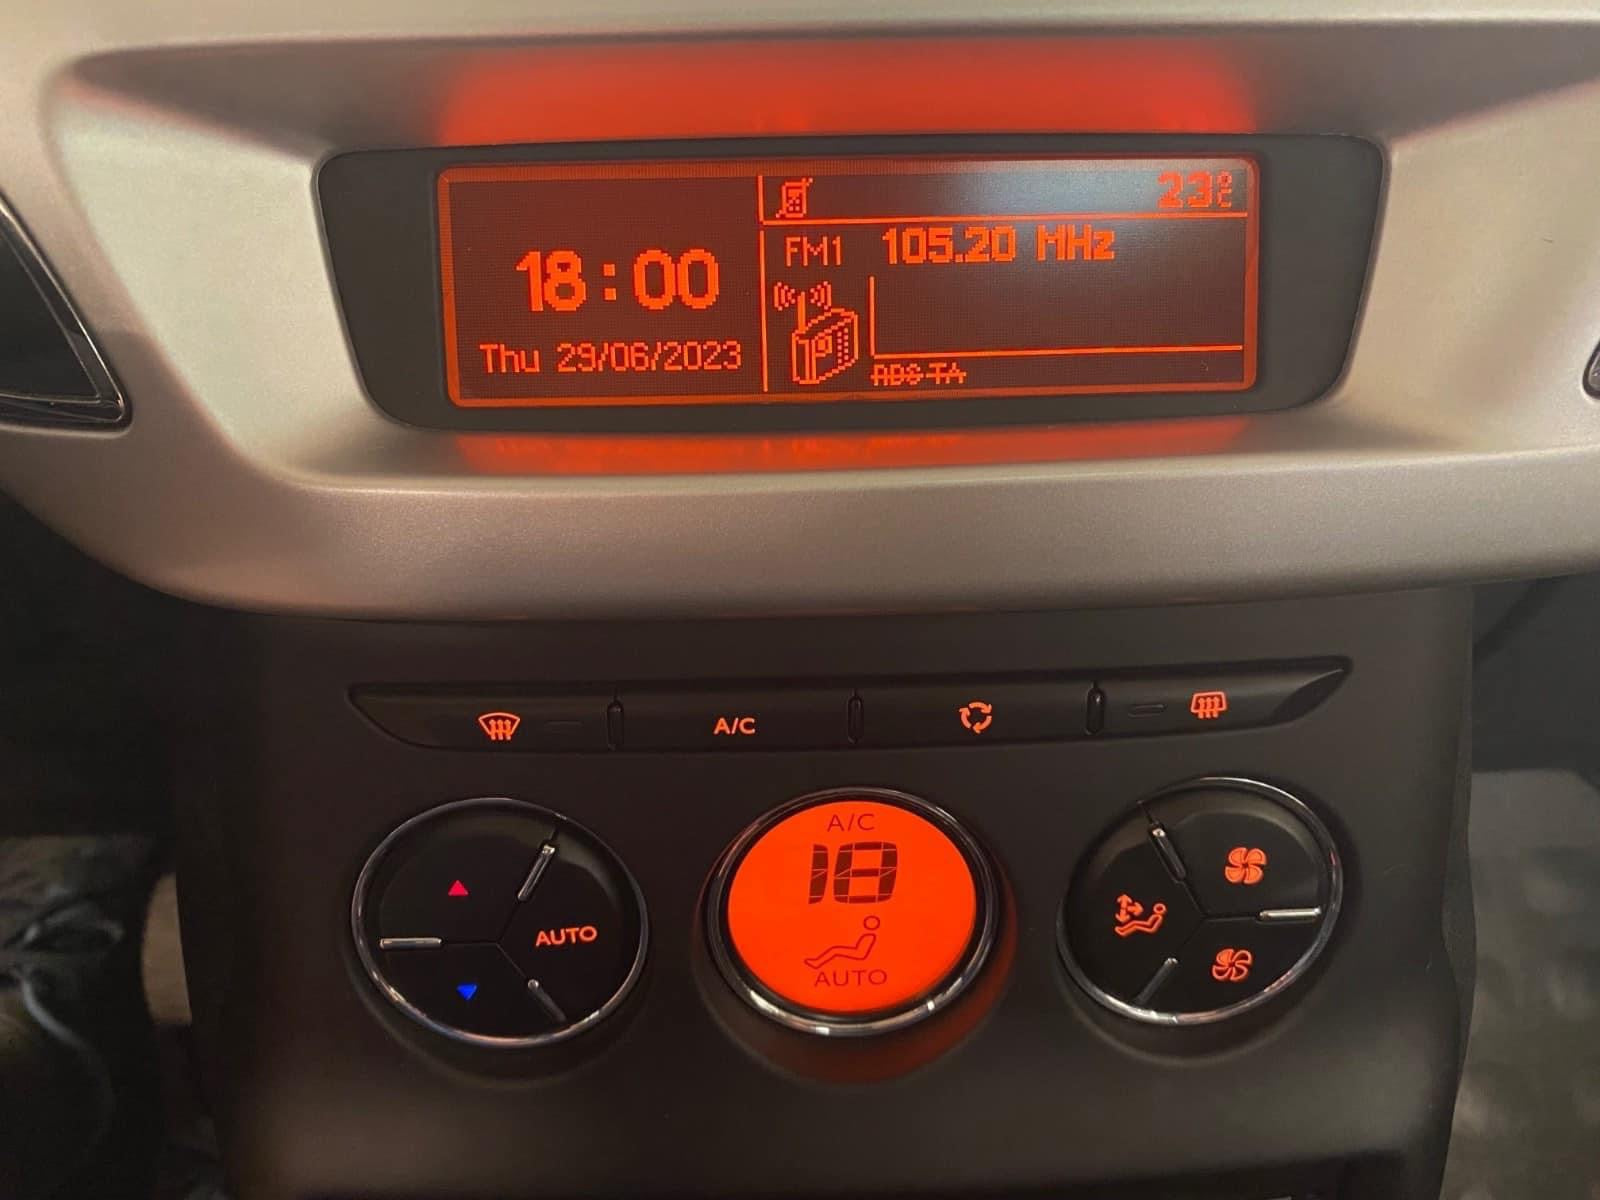 18:00
Thu 29/06/2023
23°C
FM1 105.20 MHz
RDS TA
A/C
AUTO
A/C
18
AUTO